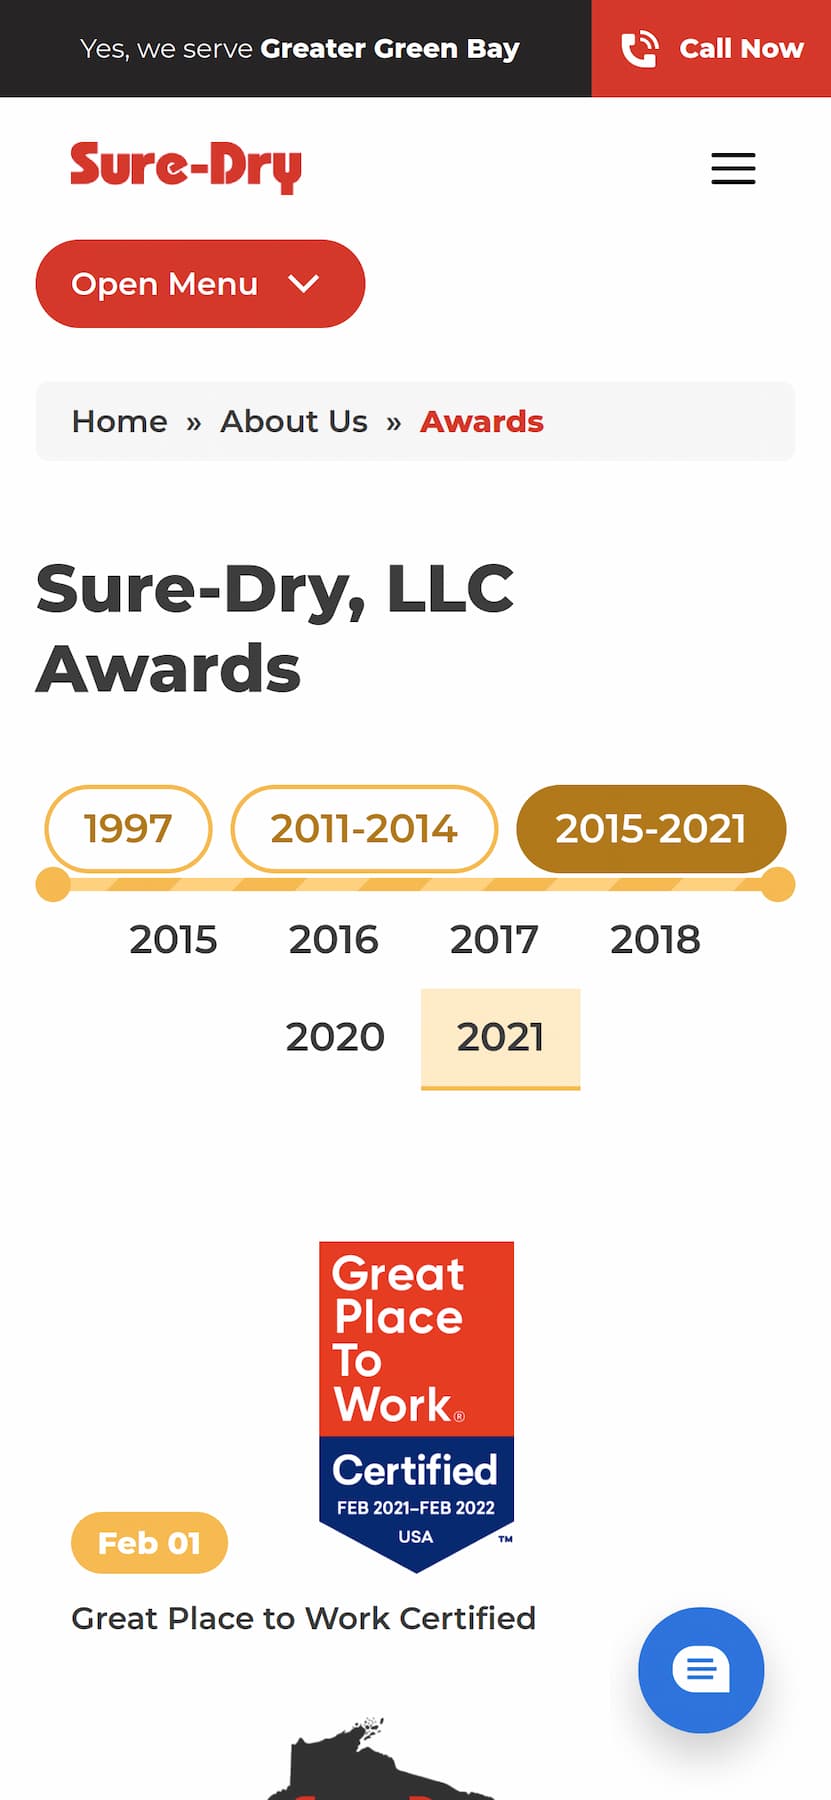 Yes, we serve Greater Green Bay
Call Now
Sure-Dry
Open Menu
Home » About Us » Awards
Sure-Dry, LLC
Awards
1997
2011-2014
2015-2021
2015 2016 2017 2018
2020 2021
Great
Place
To
Work®
Certified
FEB 2021–FEB 2022
USA
™
Feb 01
Great Place to Work Certified